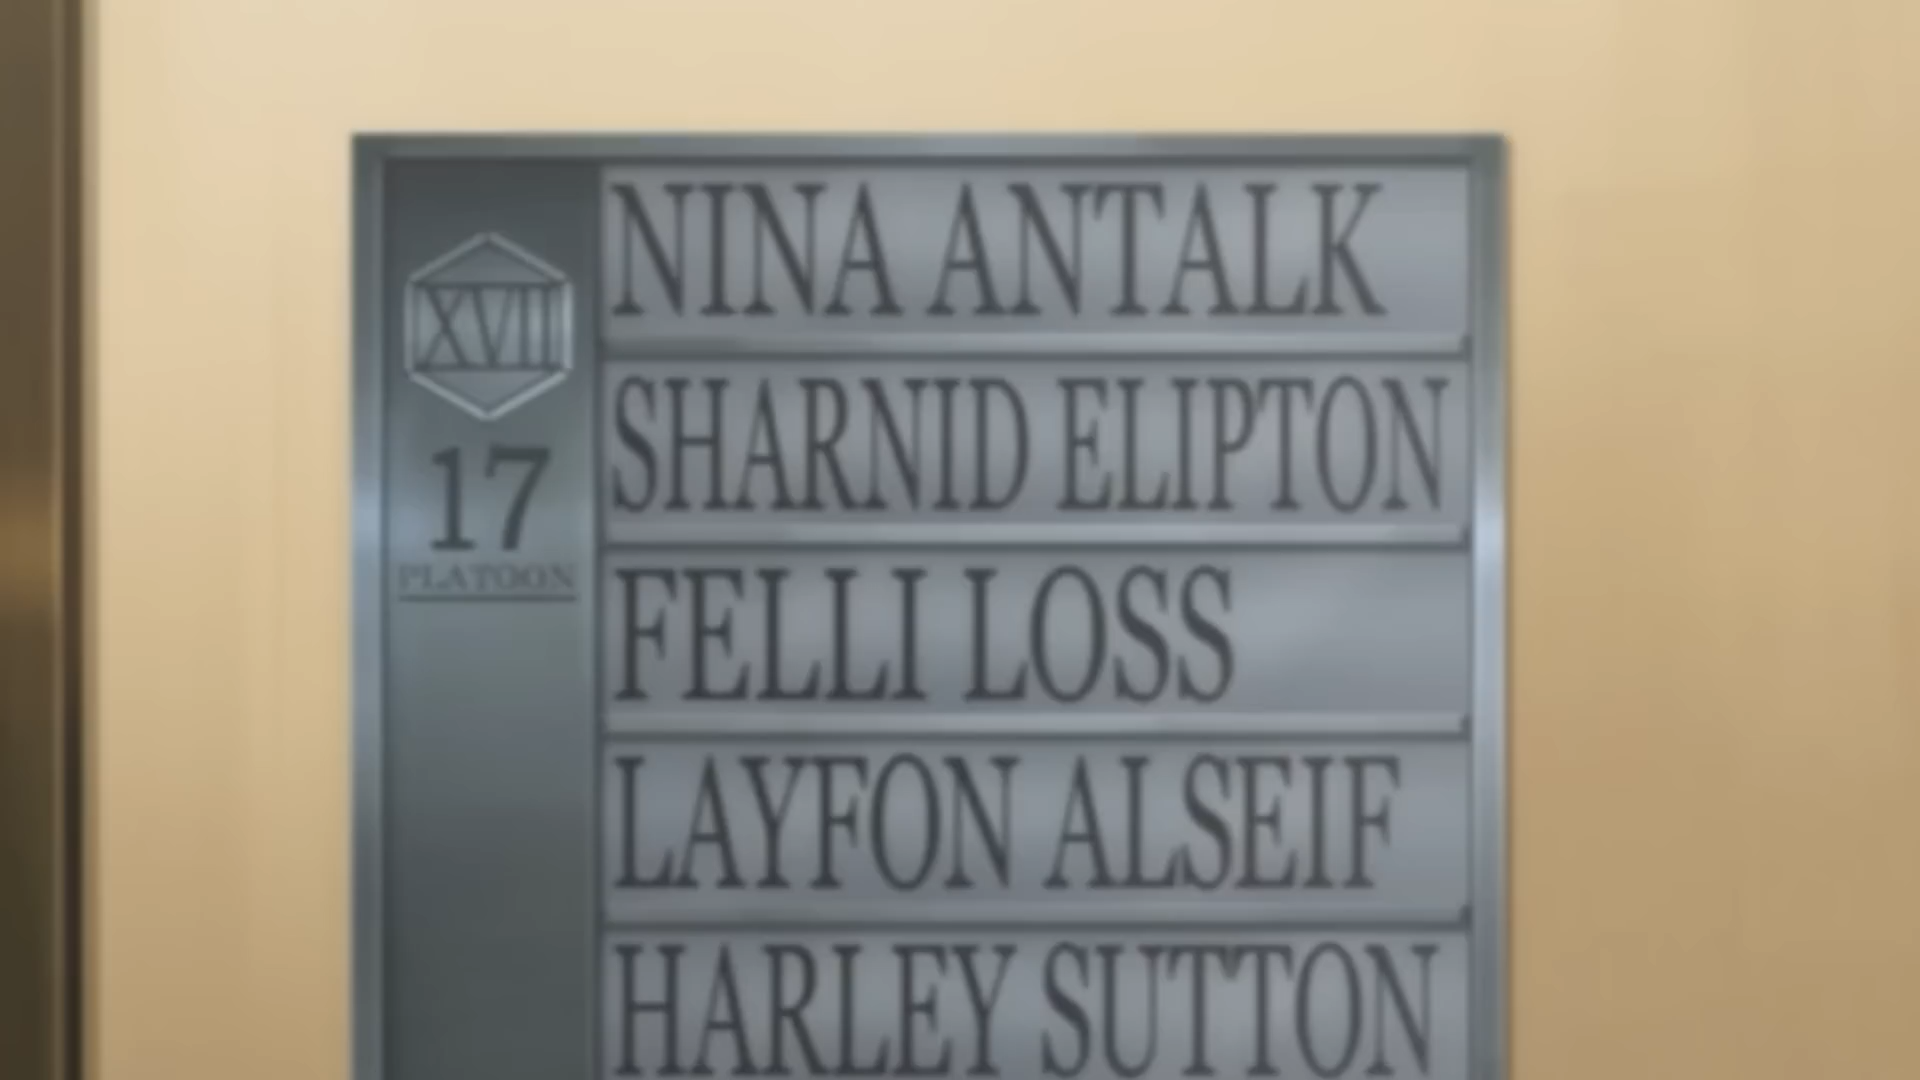 XVII
17
PLATOON
NINA ANTALK
SHARNID ELIPTON
FELLI LOSS
LAYFON ALSEIF
HARLEY SUTTON